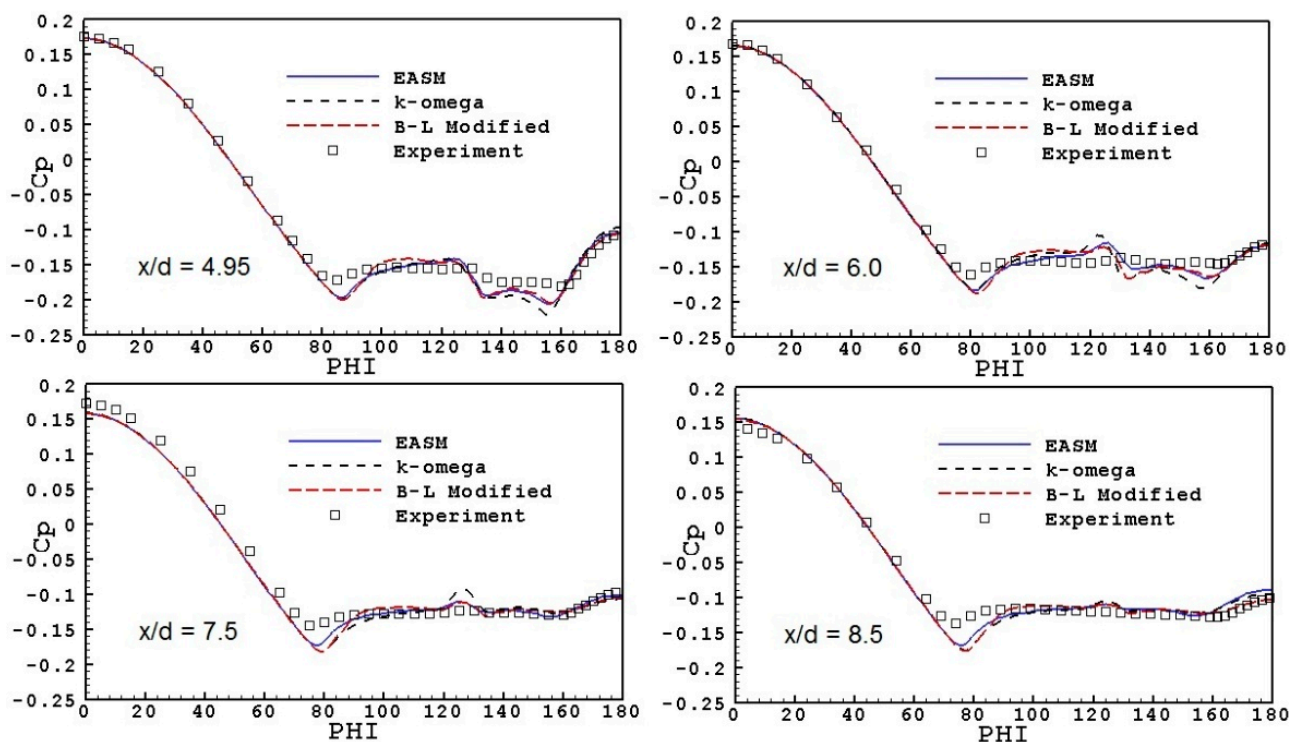 0.2
0.15
0.1
0.05
0
-0.05
-0.1
-0.15
-0.2
-0.25
Cp
EASM
k-omega
B-L Modified
Experiment
x/d = 4.95
0 20 40 60 80 100 120 140 160 180
PHI
0.2
0.15
0.1
0.05
0
-0.05
-0.1
-0.15
-0.2
-0.25
Cp
EASM
k-omega
B-L Modified
Experiment
x/d = 6.0
0 20 40 60 80 100 120 140 160 180
PHI
0.2
0.15
0.1
0.05
0
-0.05
-0.1
-0.15
-0.2
-0.25
Cp
EASM
k-omega
B-L Modified
Experiment
x/d = 7.5
0 20 40 60 80 100 120 140 160 180
PHI
0.2
0.15
0.1
0.05
0
-0.05
-0.1
-0.15
-0.2
-0.25
Cp
EASM
k-omega
B-L Modified
Experiment
x/d = 8.5
0 20 40 60 80 100 120 140 160 180
PHI